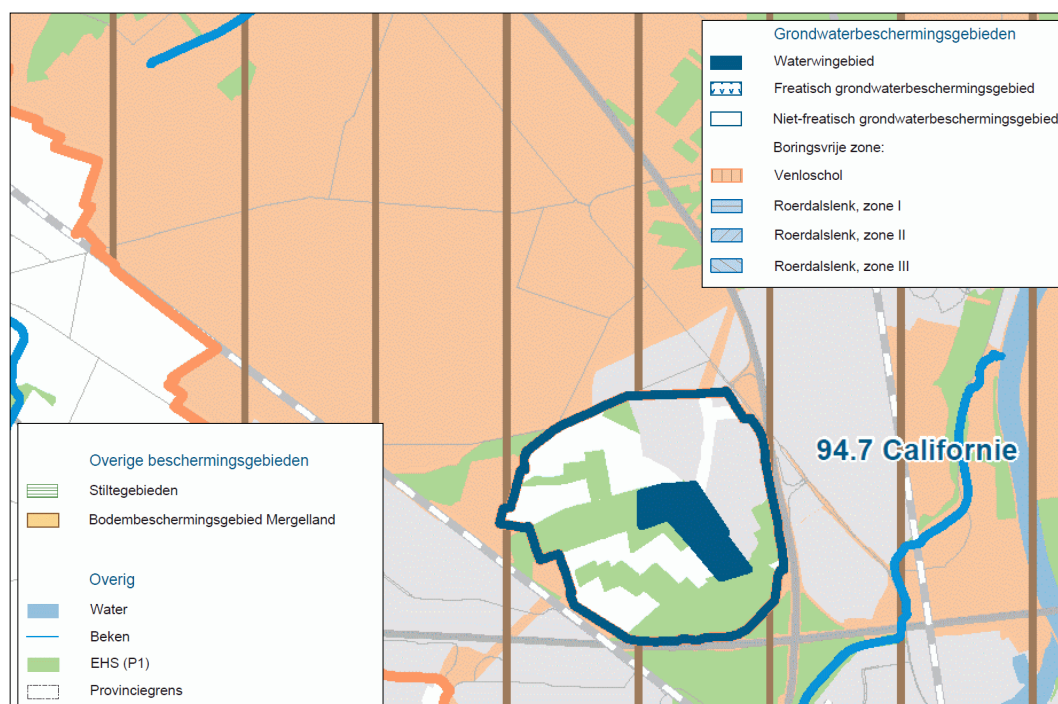 Grondwaterbeschermingsgebieden
Waterwingebied
Freatisch grondwaterbeschermingsgebied
Niet-freatisch grondwaterbeschermingsgebied
Boringsvrije zone:
Venloschol
Roerdalslenk, zone I
Roerdalslenk, zone II
Roerdalslenk, zone III
94.7 Californie
Overige beschermingsgebieden
Stiltegebieden
Bodembeschermingsgebied Mergelland
Overig
Water
Beken
EHS (P1)
Provinciegrens